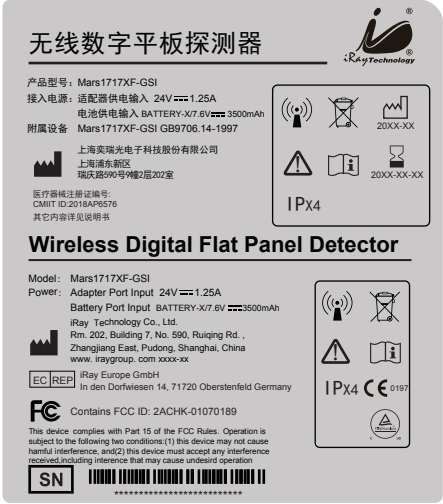 无线数字平板探测器
iRayTechnology
®
®
产品型号: Mars1717XF-GSI
接入电源: 适配器供电输入 24V 1.25A
电池供电输入 BATTERY-X/7.6V 3500mAh
附属设备 Mars1717XF-GSI GB9706.14-1997
上海奕瑞光电子科技股份有限公司
上海浦东新区
瑞庆路590号9幢2层202室
医疗器械注册证编号:
CMIIT ID:2018AP6576
其它内容详见说明书
20XX-XX
20XX-XX-XX
IPX4
Wireless Digital Flat Panel Detector
Model: Mars1717XF-GSI
Power: Adapter Port Input 24V 1.25A
Battery Port Input BATTERY-X/7.6V 3500mAh
iRay Technology Co., Ltd.
Rm. 202, Building 7, No. 590, Ruiqing Rd. ,
Zhangjiang East, Pudong, Shanghai, China
www. iraygroup. com xxxx-xx
EC REP
iRay Europe GmbH
In den Dorfwiesen 14, 71720 Oberstenfeld Germany
IPX4 CE 0197
C US
FC Contains FCC ID: 2ACHK-01070189
This device complies with Part 15 of the FCC Rules. Operation is
subject to the following two conditions:(1) this device may not cause
hamful interference, and(2) this device must accept any interference
received,including interence that may cause undesird operation
SN
**************************